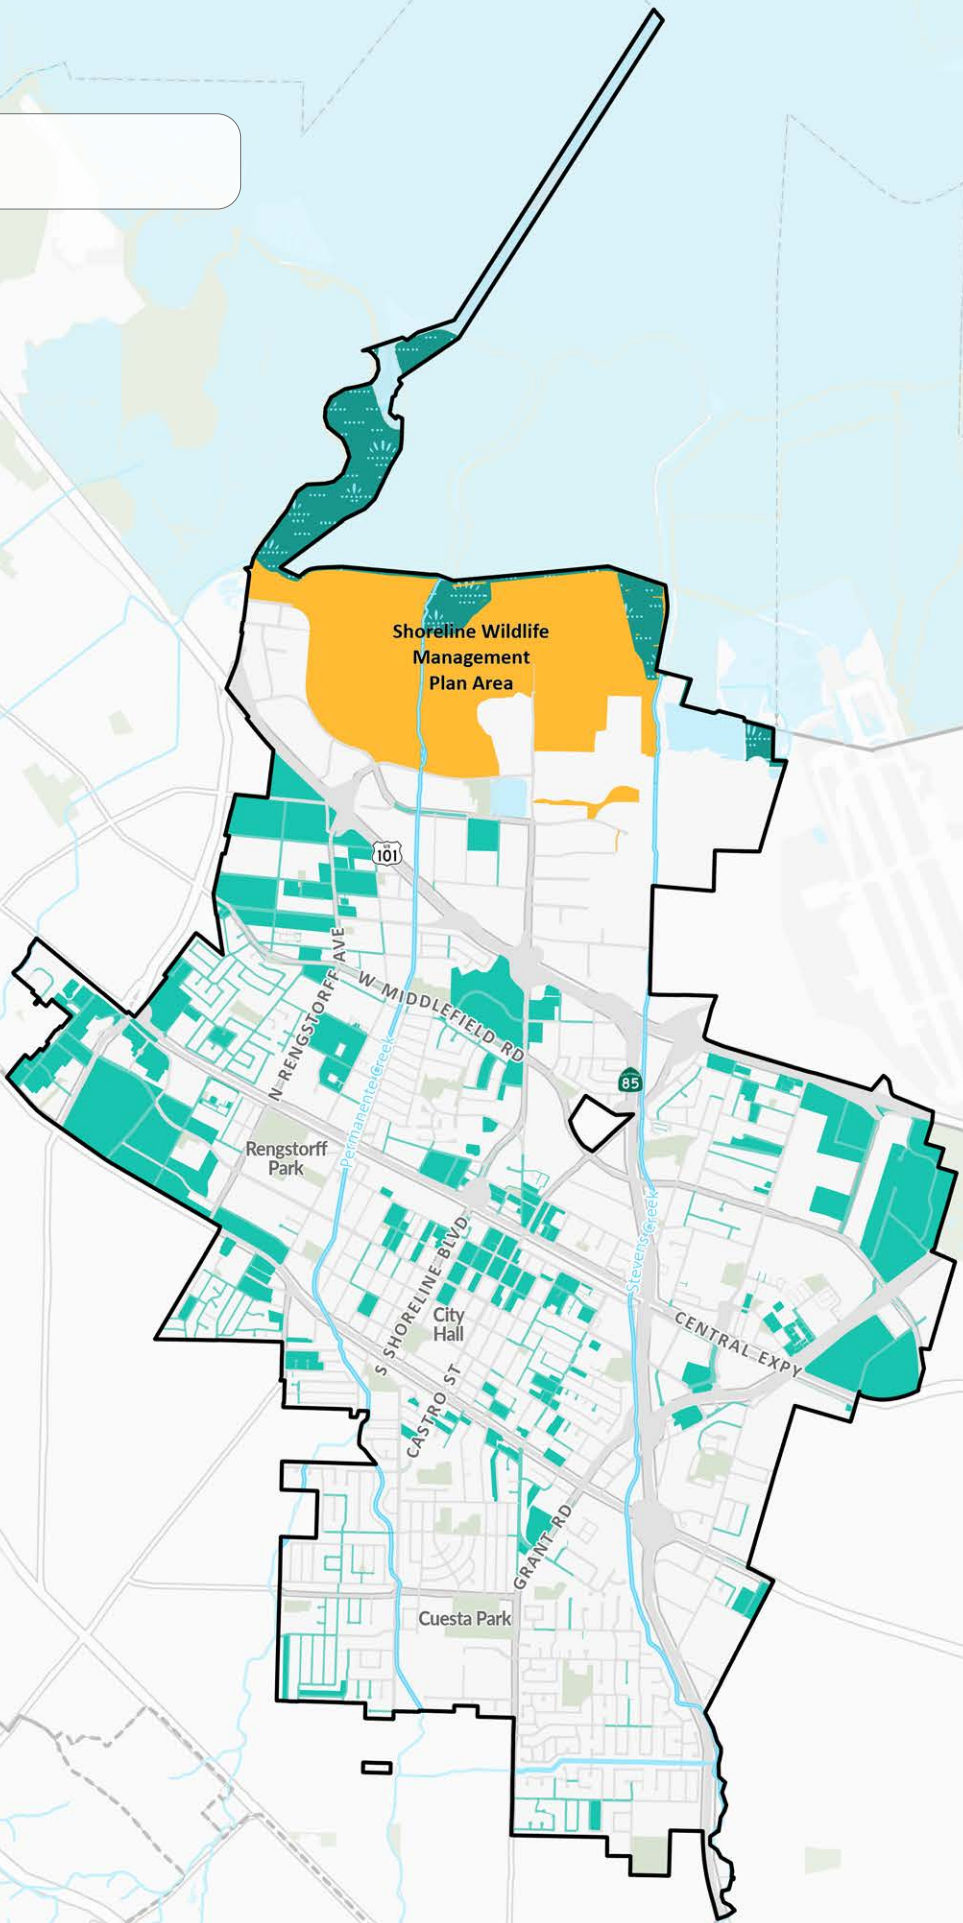 Shoreline Wildlife
Management
Plan Area
US
101
N RENGSTORFF AVE
W MIDDLEFIELD RD
Permanente Creek
85
Rengstorff
Park
Stevens Creek
S SHORELINE BLVD
City
Hall
CENTRAL EXPY
CASTRO ST
GRANT RD
Cuesta Park